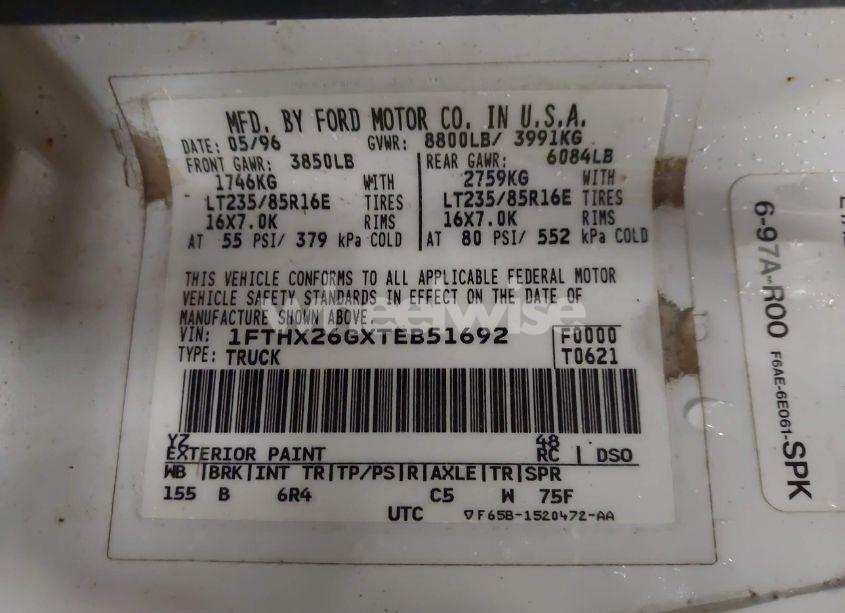 MFD. BY FORD MOTOR CO. IN U.S.A.
DATE: 05/96 GVWR: 8800LB/ 3991KG
FRONT GAWR: 3850LB REAR GAWR: 6084LB
1746KG WITH 2759KG WITH
LT235/85R16E TIRES LT235/85R16E TIRES
16X7.0K RIMS 16X7.0K RIMS
AT 55 PSI/ 379 kPa COLD AT 80 PSI/ 552 kPa COLD
THIS VEHICLE CONFORMS TO ALL APPLICABLE FEDERAL MOTOR
VEHICLE SAFETY STANDARDS IN EFFECT ON THE DATE OF
MANUFACTURE SHOWN ABOVE.
wheelwise
VIN: 1FTHX26GXTEB51692 F0000
TYPE: TRUCK T0621
YZ 48
EXTERIOR PAINT RC | DSO
WB |BRK|INT TR|TP/PS|R|AXLE|TR|SPR
155 B 6R4 C5 W 75F
UTC ▽F65B-1520472-AA
6-97A-R00 F6AE-6E061-SPK